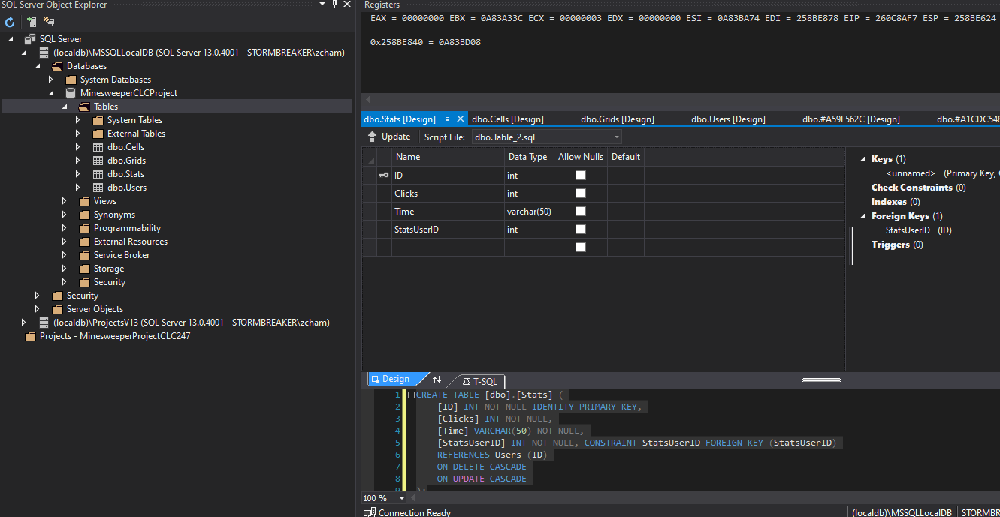 SQL Server Object Explorer
SQL Server
(localdb)\MSSQLLocalDB (SQL Server 13.0.4001 - STORMBREAKER\zcham)
Databases
System Databases
MinesweeperCLCProject
Tables
System Tables
External Tables
dbo.Cells
dbo.Grids
dbo.Stats
dbo.Users
Views
Synonyms
Programmability
External Resources
Service Broker
Storage
Security
Security
Server Objects
(localdb)\ProjectsV13 (SQL Server 13.0.4001 - STORMBREAKER\zcham)
Projects - MinesweeperProjectCLC247
Registers
EAX = 00000000 EBX = 0A83A33C ECX = 00000003 EDX = 00000000 ESI = 0A83BA74 EDI = 258BE878 EIP = 260C8AF7 ESP = 258BE624
0x258BE840 = 0A83BD08
dbo.Stats [Design] dbo.Cells [Design] dbo.Grids [Design] dbo.Users [Design] dbo.#A59E562C [Design] dbo.#A1CDC548
Update Script File: dbo.Table_2.sql
Name Data Type Allow Nulls Default
ID int
Clicks int
Time varchar(50)
StatsUserID int
Keys (1)
<unnamed> (Primary Key,
Check Constraints (0)
Indexes (0)
Foreign Keys (1)
StatsUserID (ID)
Triggers (0)
Design T-SQL
1 CREATE TABLE [dbo].[Stats] (
2 [ID] INT NOT NULL IDENTITY PRIMARY KEY,
3 [Clicks] INT NOT NULL,
4 [Time] VARCHAR(50) NOT NULL,
5 [StatsUserID] INT NOT NULL, CONSTRAINT StatsUserID FOREIGN KEY (StatsUserID)
6 REFERENCES Users (ID)
7 ON DELETE CASCADE
8 ON UPDATE CASCADE
9 );
100 %
Connection Ready (localdb)\MSSQLLocalDB STORMBR